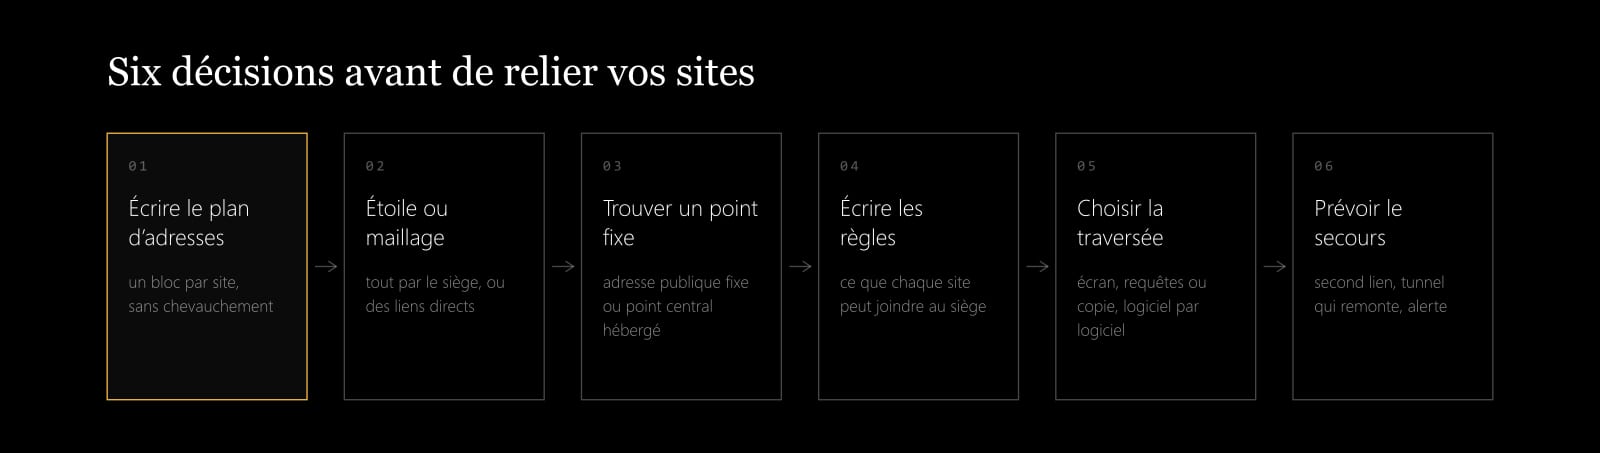 Six décisions avant de relier vos sites
01
Écrire le plan
d’adresses
un bloc par site,
sans chevauchement
02
Étoile ou
maillage
tout par le siège, ou
des liens directs
03
Trouver un point
fixe
adresse publique fixe
ou point central
hébergé
04
Écrire les
règles
ce que chaque site
peut joindre au siège
05
Choisir la
traversée
écran, requêtes ou
copie, logiciel par
logiciel
06
Prévoir le
secours
second lien, tunnel
qui remonte, alerte